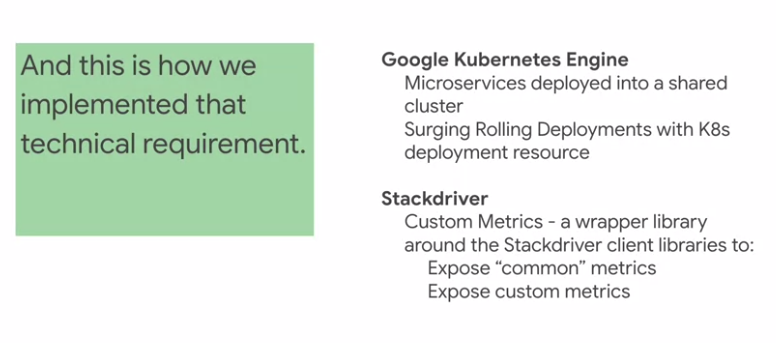 And this is how we
implemented that
technical requirement.
Google Kubernetes Engine
Microservices deployed into a shared
cluster
Surging Rolling Deployments with K8s
deployment resource
Stackdriver
Custom Metrics - a wrapper library
around the Stackdriver client libraries to:
Expose “common” metrics
Expose custom metrics